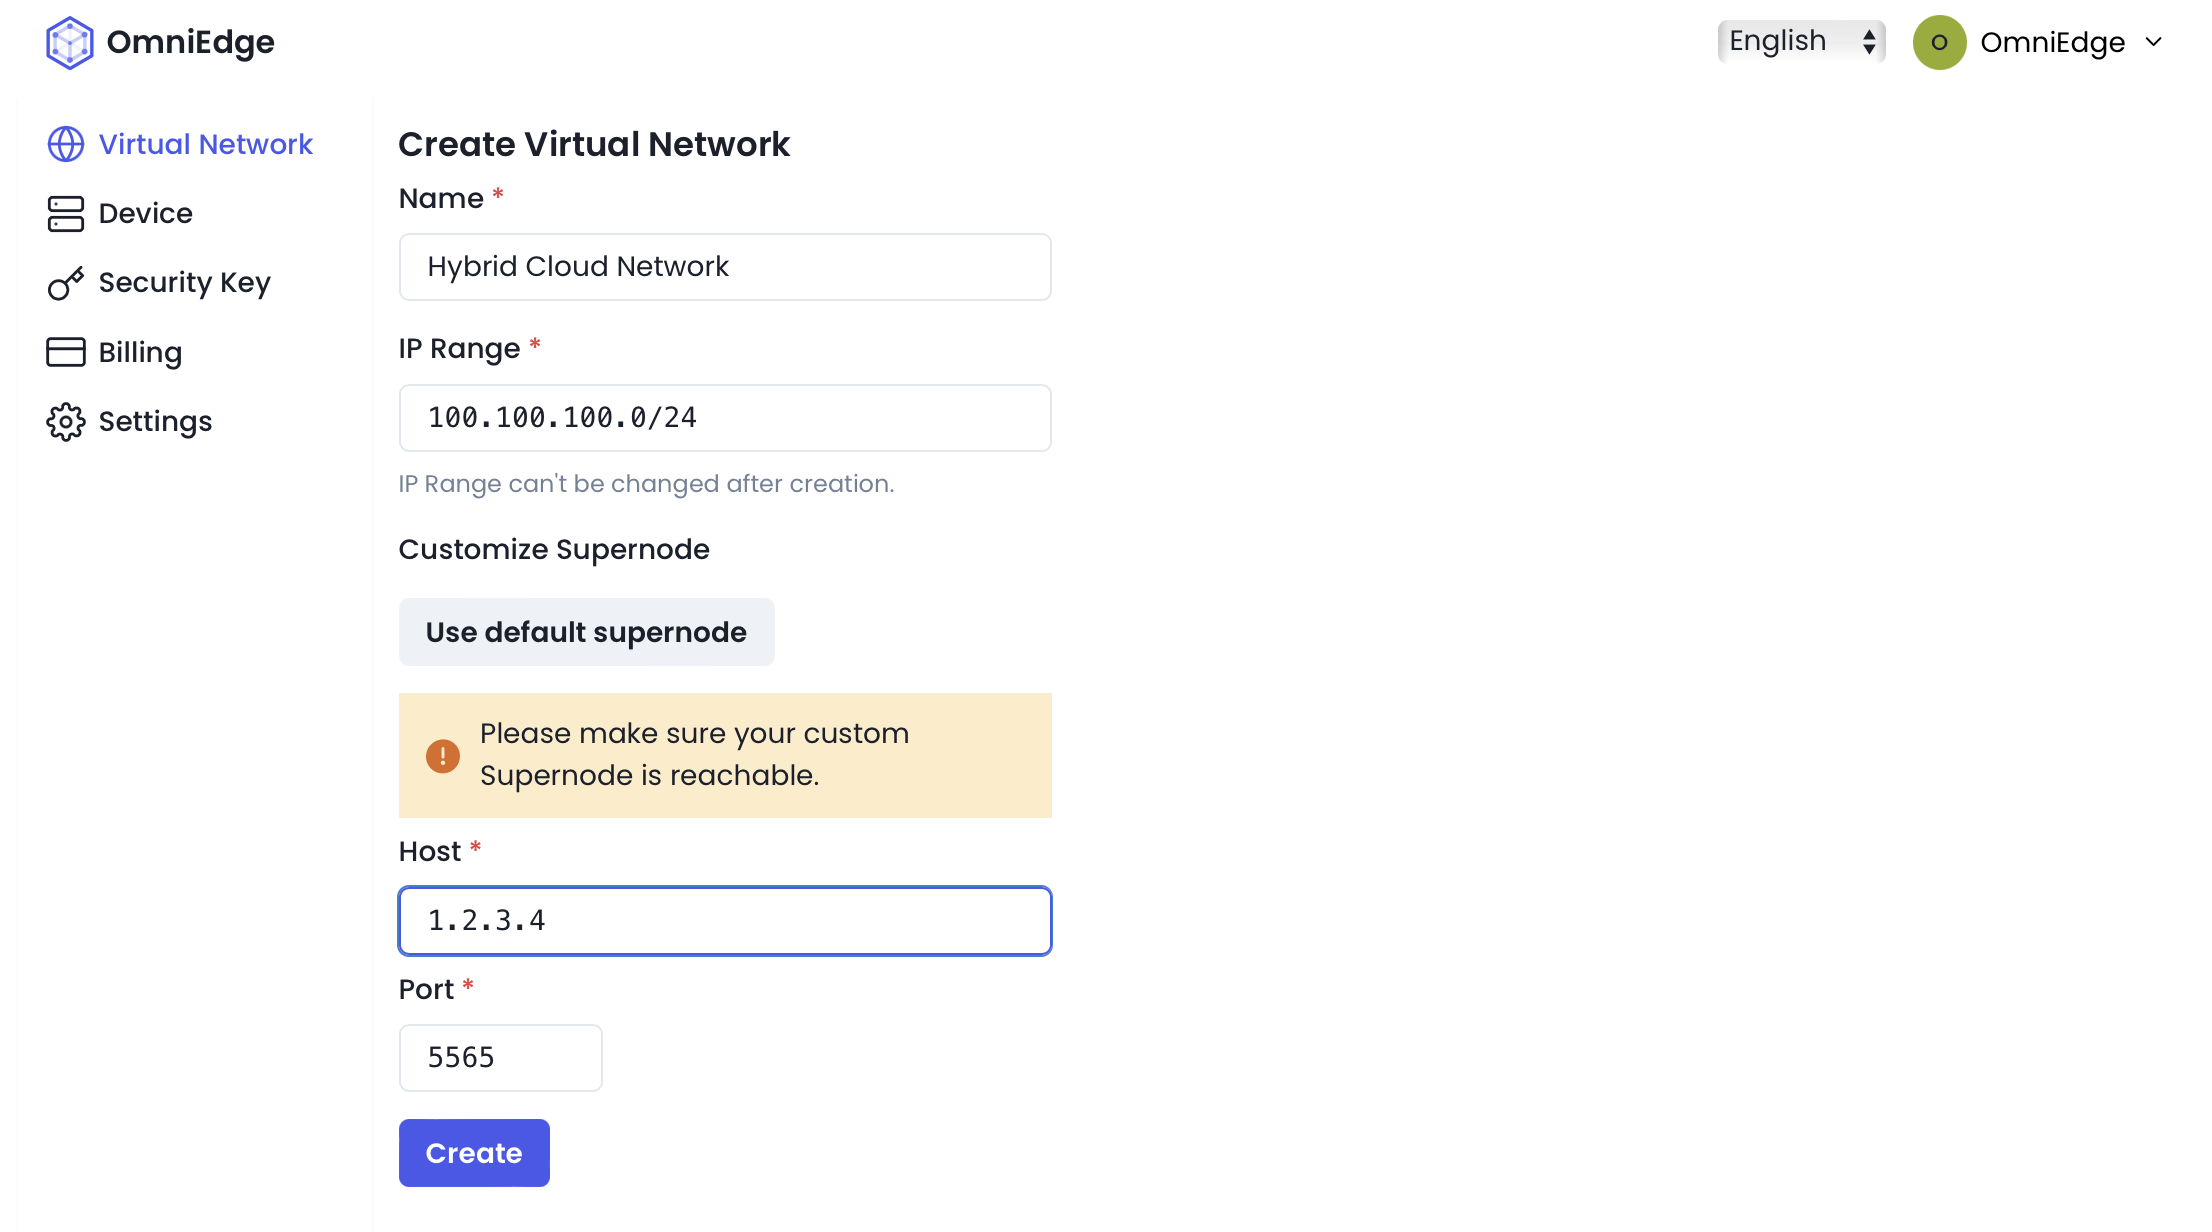 OmniEdge
English
O
OmniEdge
Virtual Network
Device
Security Key
Billing
Settings
Create Virtual Network
Name *
Hybrid Cloud Network
IP Range *
100.100.100.0/24
IP Range can't be changed after creation.
Customize Supernode
Use default supernode
Please make sure your custom
Supernode is reachable.
Host *
1.2.3.4
Port *
5565
Create